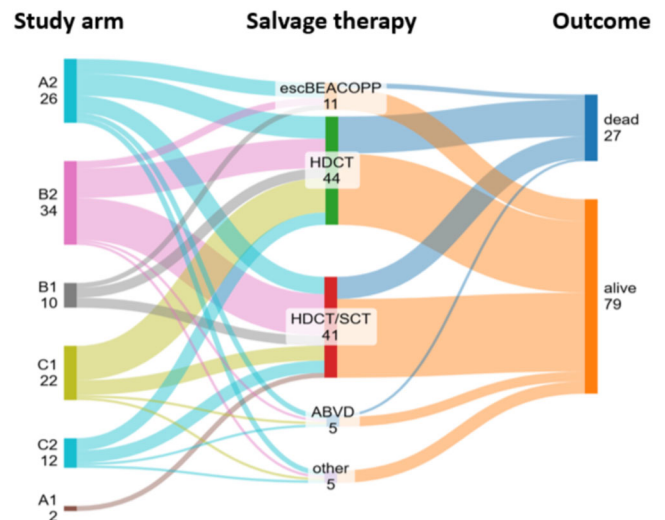 Study arm
Salvage therapy
Outcome
A2
26
B2
34
B1
10
C1
22
C2
12
A1
2
escBEACOPP
11
HDCT
44
HDCT/SCT
41
ABVD
5
other
5
dead
27
alive
79